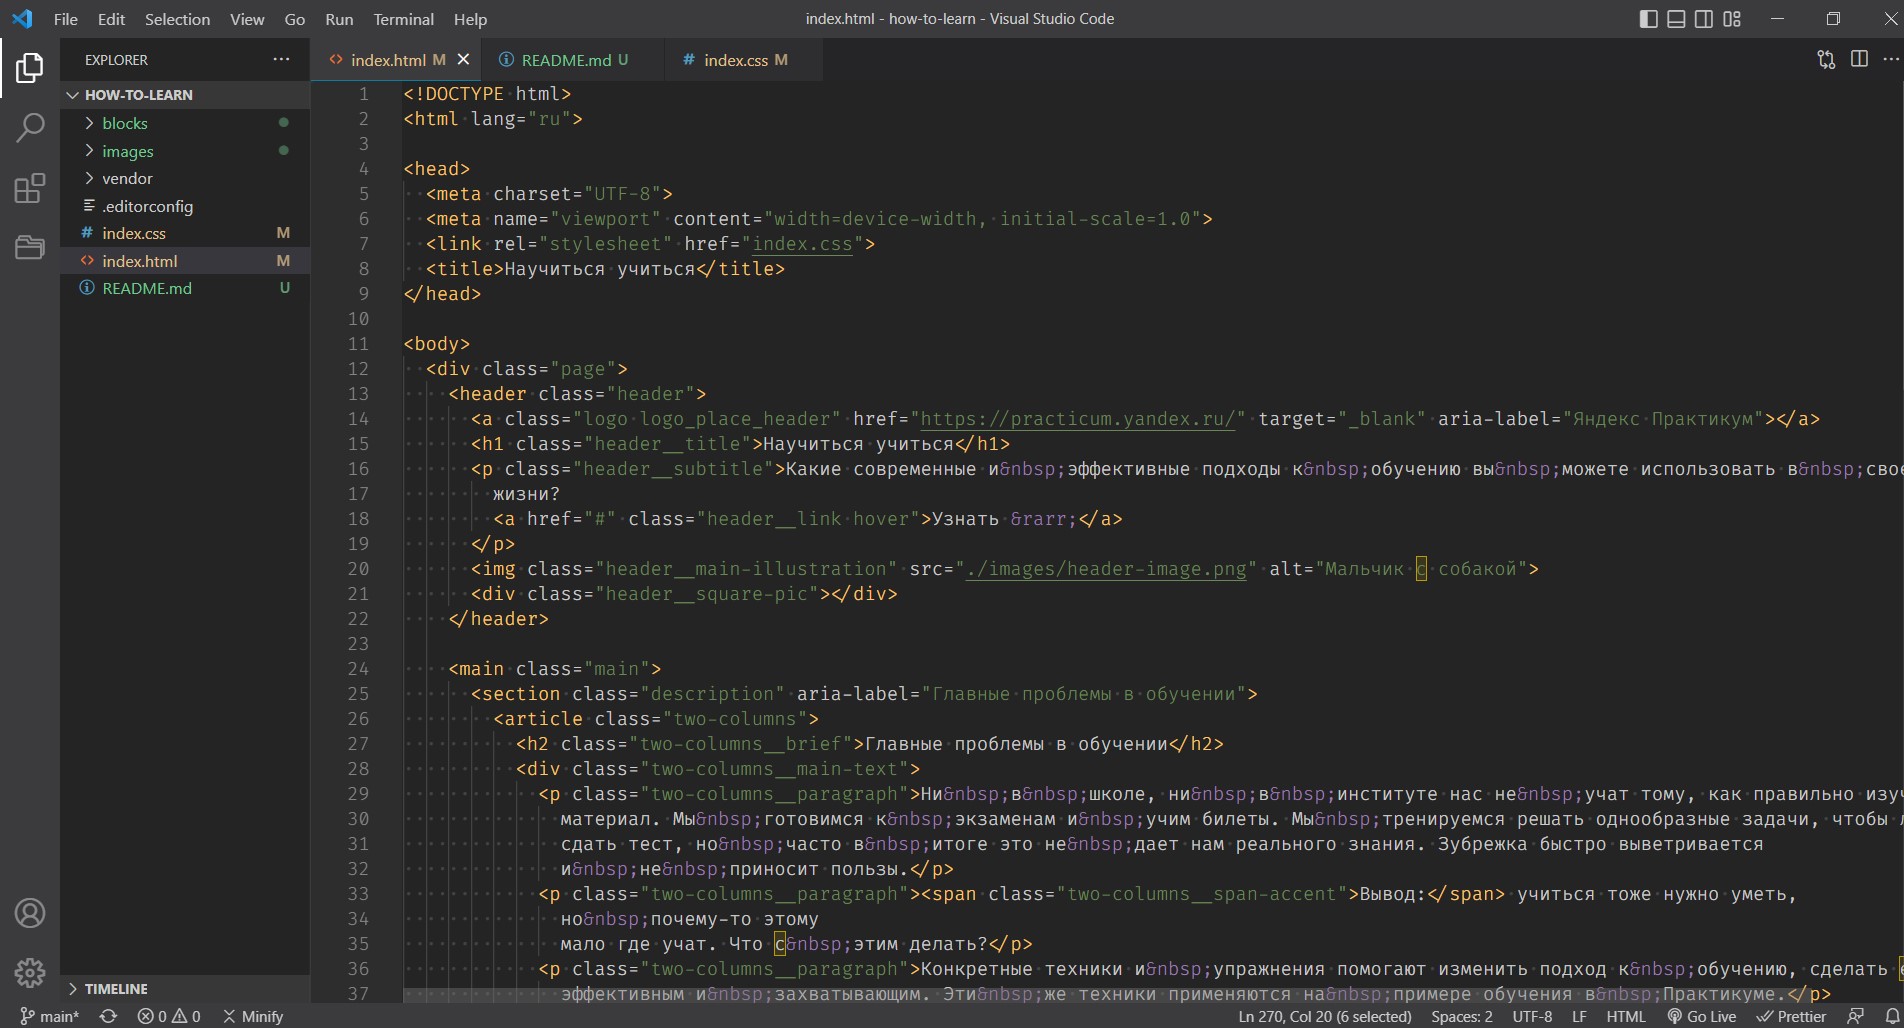 File Edit Selection View Go Run Terminal Help
index.html - how-to-learn - Visual Studio Code
EXPLORER
HOW-TO-LEARN
blocks
images
vendor
.editorconfig
index.css M
index.html M
README.md U
TIMELINE
index.html M README.md U index.css M
1 <!DOCTYPE html>
2 <html lang="ru">
3
4 <head>
5 <meta charset="UTF-8">
6 <meta name="viewport" content="width=device-width, initial-scale=1.0">
7 <link rel="stylesheet" href="index.css">
8 <title>Научиться учиться</title>
9 </head>
10
11 <body>
12 <div class="page">
13 <header class="header">
14 <a class="logo logo_place_header" href="https://practicum.yandex.ru/" target="_blank" aria-label="Яндекс Практикум"></a>
15 <h1 class="header__title">Научиться учиться</h1>
16 <p class="header__subtitle">Какие современные и&nbsp;эффективные подходы к&nbsp;обучению вы&nbsp;можете использовать в&nbsp;свое
17 жизни?
18 <a href="#" class="header__link hover">Узнать &rarr;</a>
19 </p>
20 <img class="header__main-illustration" src="./images/header-image.png" alt="Мальчик с собакой">
21 <div class="header__square-pic"></div>
22 </header>
23
24 <main class="main">
25 <section class="description" aria-label="Главные проблемы в обучении">
26 <article class="two-columns">
27 <h2 class="two-columns__brief">Главные проблемы в обучении</h2>
28 <div class="two-columns__main-text">
29 <p class="two-columns__paragraph">Ни&nbsp;в&nbsp;школе, ни&nbsp;в&nbsp;институте нас не&nbsp;учат тому, как правильно изу
30 материал. Мы&nbsp;готовимся к&nbsp;экзаменам и&nbsp;учим билеты. Мы&nbsp;тренируемся решать однообразные задачи, чтобы
31 сдать тест, но&nbsp;часто в&nbsp;итоге это не&nbsp;дает нам реального знания. Зубрежка быстро выветривается
32 и&nbsp;не&nbsp;приносит пользы.</p>
33 <p class="two-columns__paragraph"><span class="two-columns__span-accent">Вывод:</span> учиться тоже нужно уметь,
34 но&nbsp;почему-то этому
35 мало где учат. Что с&nbsp;этим делать?</p>
36 <p class="two-columns__paragraph">Конкретные техники и&nbsp;упражнения помогают изменить подход к&nbsp;обучению, сделать
37 эффективным и&nbsp;захватывающим. Эти&nbsp;же техники применяются на&nbsp;примере обучения в&nbsp;Практикуме.</p>
main* 0 0 Minify Ln 270, Col 20 (6 selected) Spaces: 2 UTF-8 LF HTML Go Live Prettier